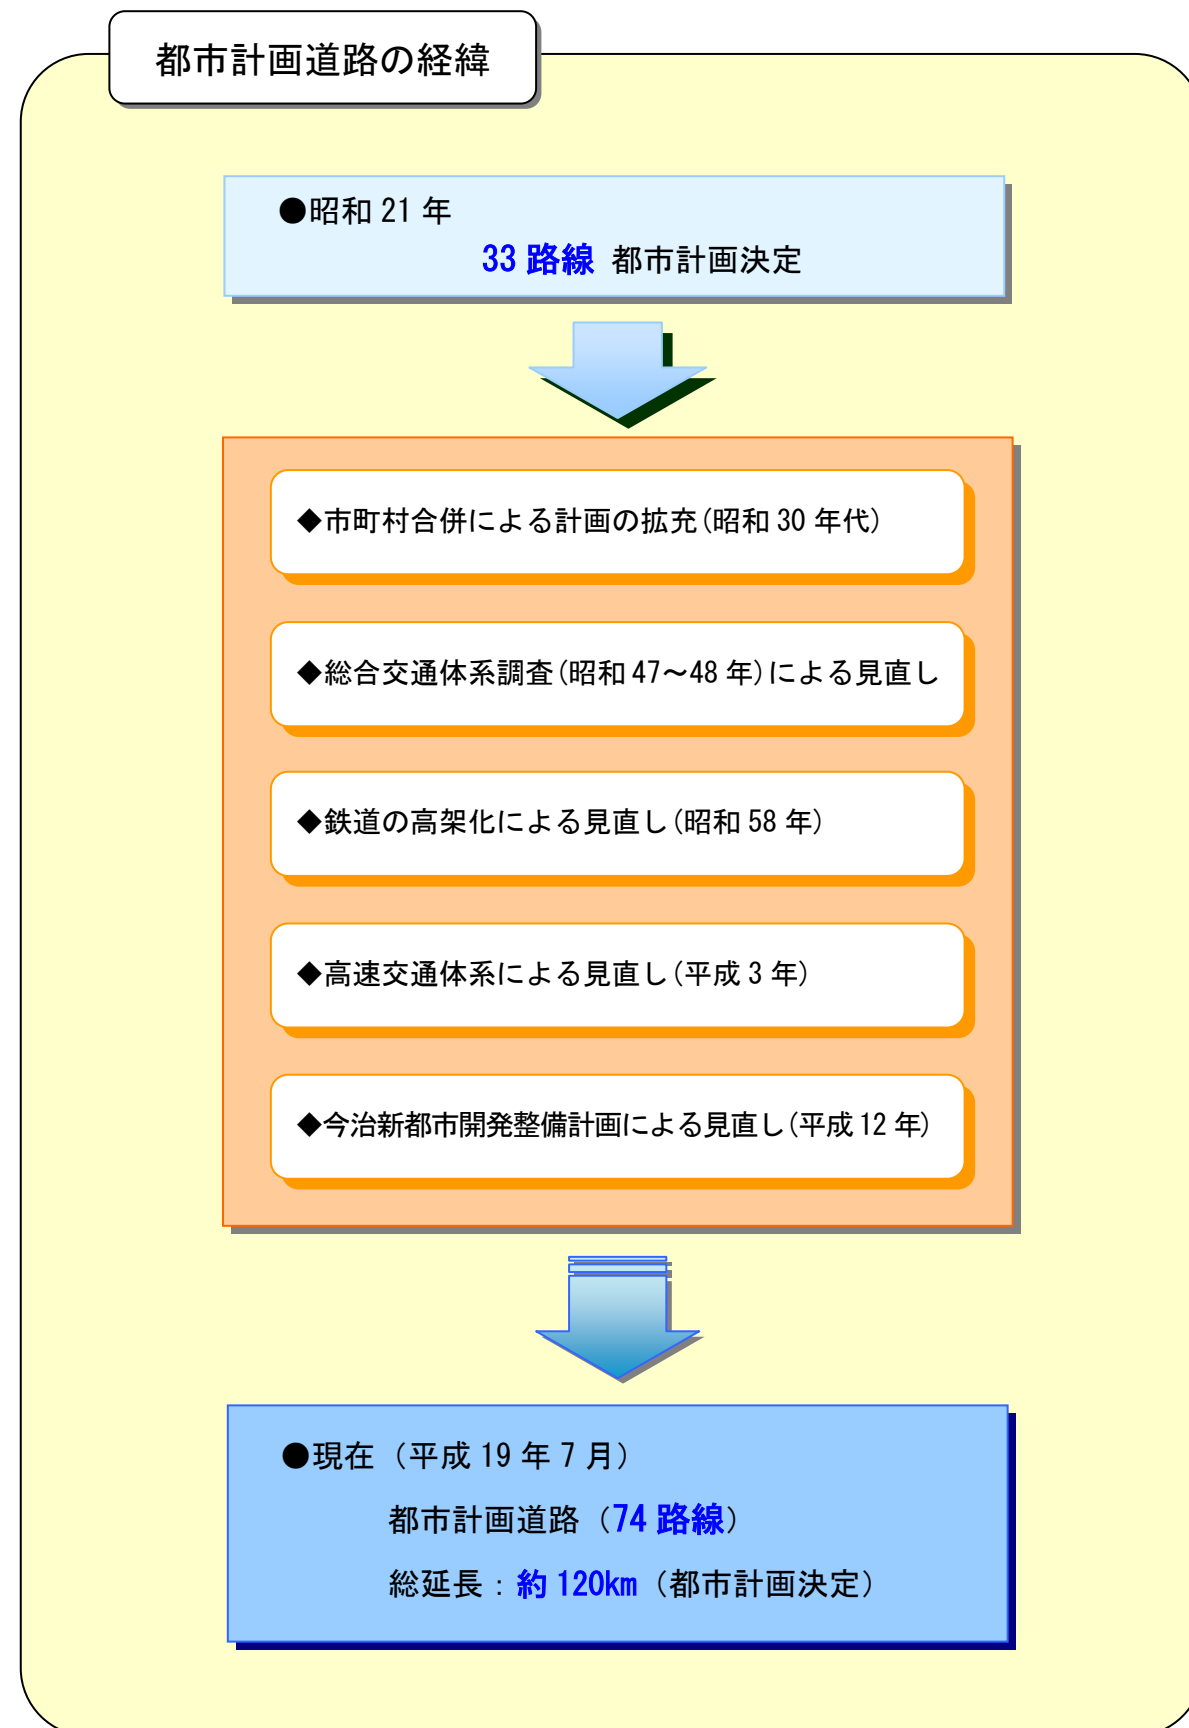 都市計画道路の経緯
●昭和 21 年
33 路線 都市計画決定
◆市町村合併による計画の拡充(昭和 30 年代)
◆総合交通体系調査(昭和 47～48 年)による見直し
◆鉄道の高架化による見直し(昭和 58 年)
◆高速交通体系による見直し(平成 3 年)
◆今治新都市開発整備計画による見直し(平成 12 年)
●現在（平成 19 年 7 月）
都市計画道路（74 路線）
総延長：約 120km（都市計画決定）